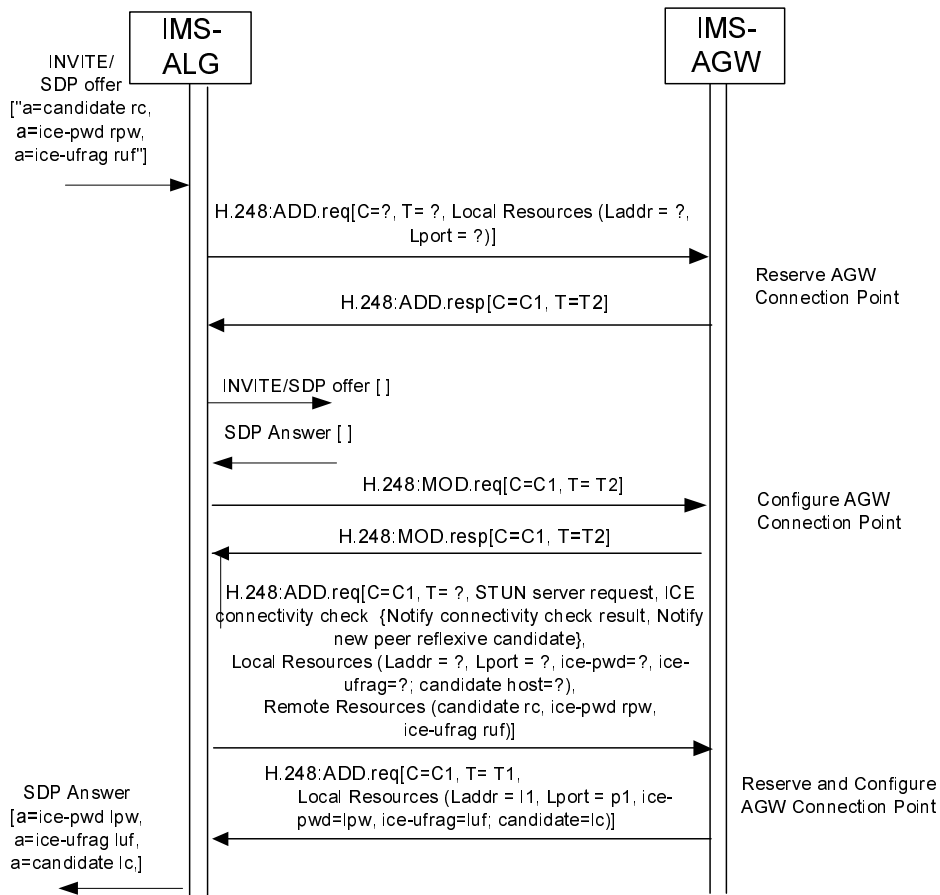 IMS-
ALG
IMS-
AGW
INVITE/
SDP offer
["a=candidate rc,
a=ice-pwd rpw,
a=ice-ufrag ruf"]
H.248:ADD.req[C=?, T= ?, Local Resources (Laddr = ?,
Lport = ?)]
Reserve AGW
Connection Point
H.248:ADD.resp[C=C1, T=T2]
INVITE/SDP offer [ ]
SDP Answer [ ]
H.248:MOD.req[C=C1, T= T2]
Configure AGW
Connection Point
H.248:MOD.resp[C=C1, T=T2]
H.248:ADD.req[C=C1, T= ?, STUN server request, ICE
connectivity check {Notify connectivity check result, Notify
new peer reflexive candidate},
Local Resources (Laddr = ?, Lport = ?, ice-pwd=?, ice-
ufrag=?; candidate host=?),
Remote Resources (candidate rc, ice-pwd rpw,
ice-ufrag ruf)]
H.248:ADD.req[C=C1, T= T1,
Local Resources (Laddr = l1, Lport = p1, ice-
pwd=lpw, ice-ufrag=luf; candidate=lc)]
Reserve and Configure
AGW Connection Point
SDP Answer
[a=ice-pwd lpw,
a=ice-ufrag luf,
a=candidate lc,]